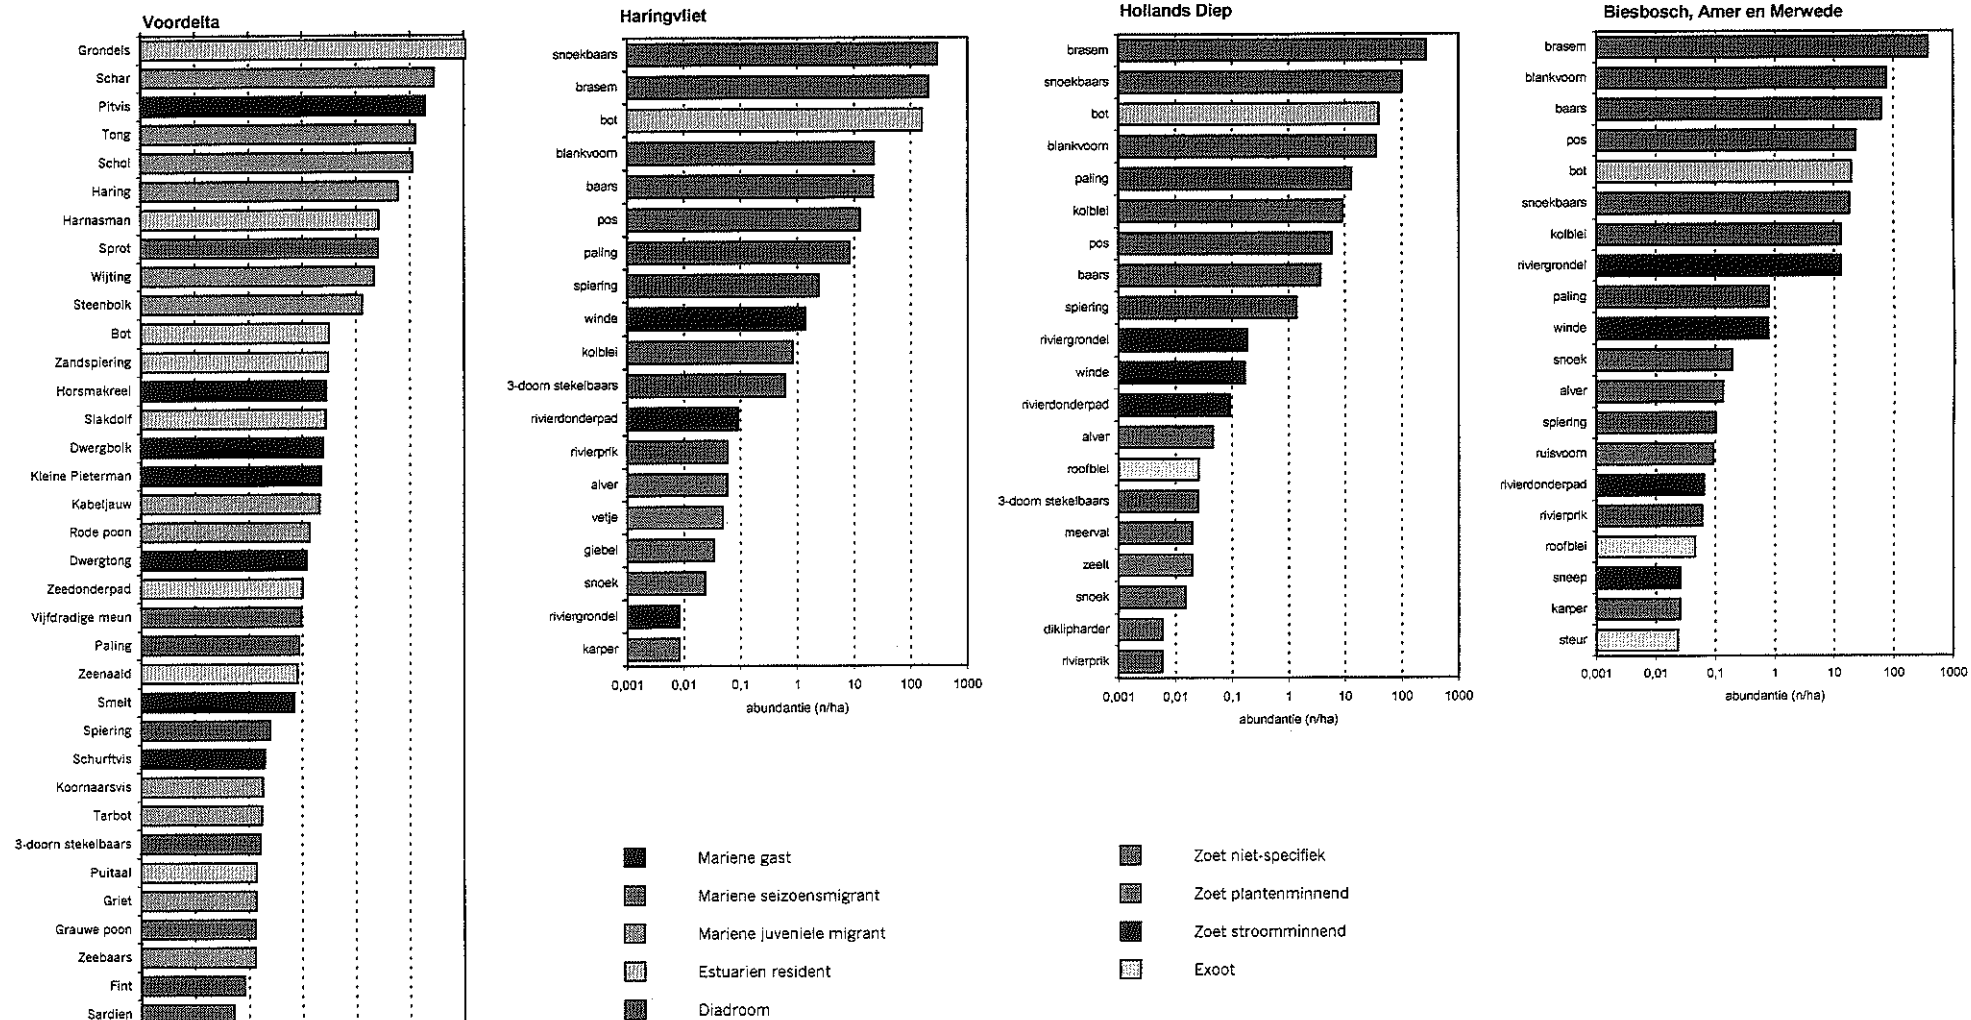 Voordelta
Grondels
Schar
Pitvis
Tong
Schol
Haring
Harnasman
Sprot
Wijting
Steenbolk
Bot
Zandspiering
Horsmakreel
Slakdolf
Dwergbolk
Kleine Pieterman
Kabeljauw
Rode poon
Dwergtong
Zeedonderpad
Vijfdradige meun
Paling
Zeenaald
Smelt
Spiering
Schurftvis
Koornaarsvis
Tarbot
3-doorn stekelbaars
Puitaal
Griet
Grauwe poon
Zeebaars
Fint
Sardien
Haringvliet
snoekbaars
brasem
bot
blankvoorn
baars
pos
paling
spiering
winde
kolblei
3-doorn stekelbaars
rivierdonderpad
rivierprik
alver
vetje
giebel
snoek
riviergrondel
karper
0,001 0,01 0,1 1 10 100 1000
abundantie (n/ha)
Hollands Diep
brasem
snoekbaars
bot
blankvoorn
paling
kolblei
pos
baars
spiering
riviergrondel
winde
rivierdonderpad
alver
roofblei
3-doorn stekelbaars
meerval
zeelt
snoek
diklipharder
rivierprik
0,001 0,01 0,1 1 10 100 1000
abundantie (n/ha)
Biesbosch, Amer en Merwede
brasem
blankvoorn
baars
pos
bot
snoekbaars
kolblei
riviergrondel
paling
winde
snoek
alver
spiering
ruisvoorn
rivierdonderpad
rivierprik
roofblei
sneep
karper
steur
0,001 0,01 0,1 1 10 100 1000
abundantie (n/ha)
Mariene gast
Mariene seizoensmigrant
Mariene juveniele migrant
Estuarien resident
Diadroom
Zoet niet-specifiek
Zoet plantenminnend
Zoet stroomminnend
Exoot